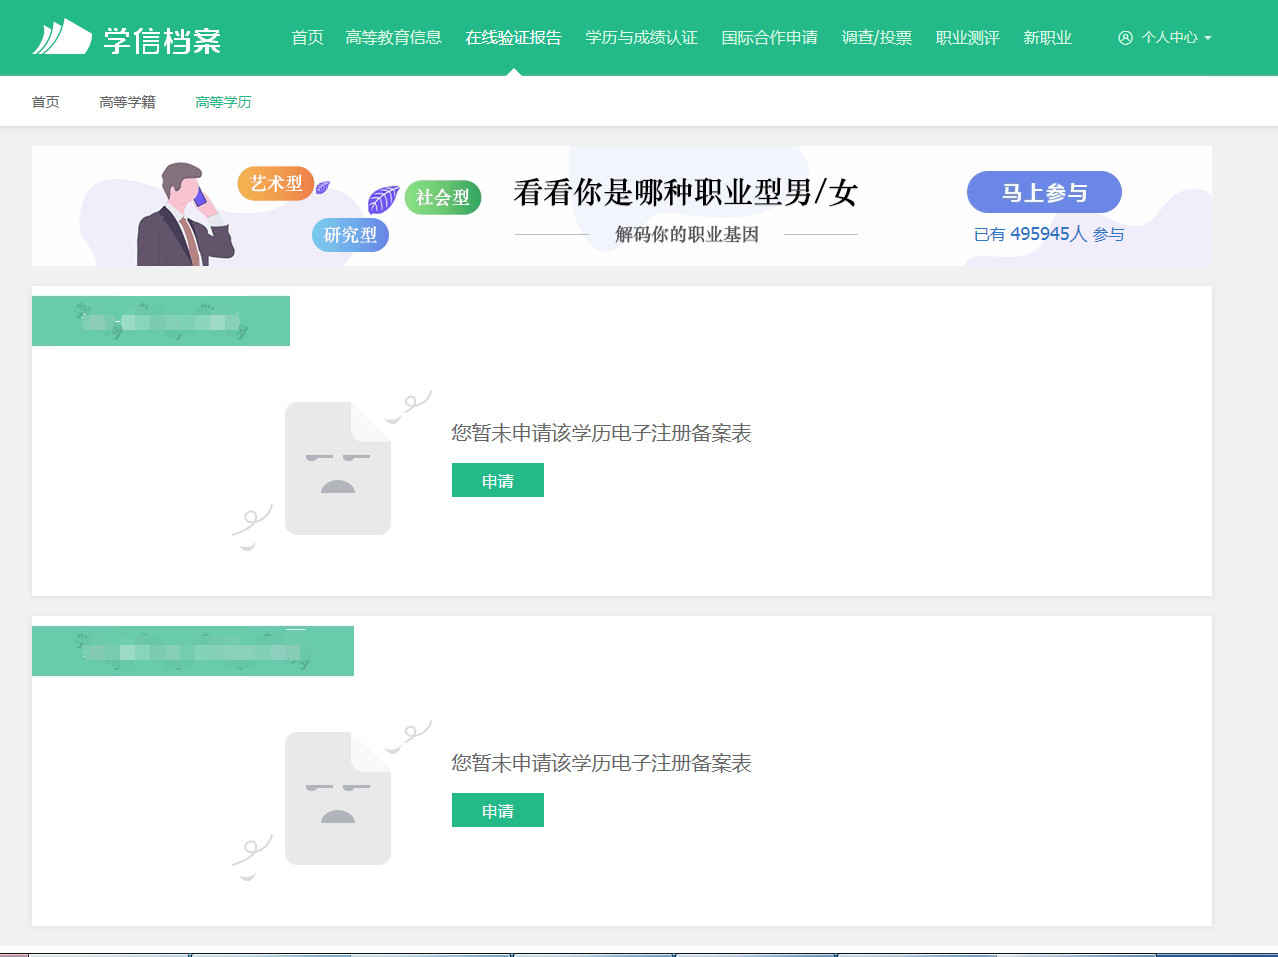 学信档案
首页 高等教育信息 在线验证报告 学历与成绩认证 国际合作申请 调查/投票 职业测评 新职业 个人中心
首页 高等学籍 高等学历
艺术型
社会型
研究型
看看你是哪种职业型男/女
解码你的职业基因
马上参与
已有 495945人 参与
您暂未申请该学历电子注册备案表
申请
您暂未申请该学历电子注册备案表
申请